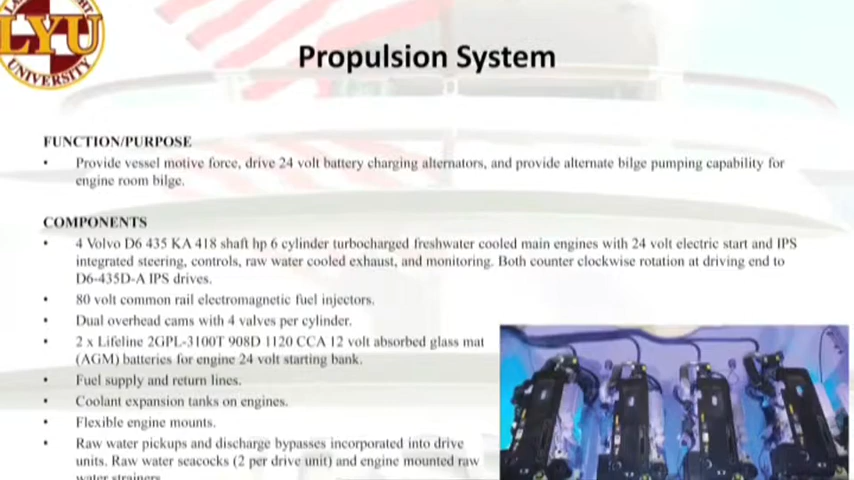 LYU
UNIVERSITY
Propulsion System
FUNCTION/PURPOSE
• Provide vessel motive force, drive 24 volt battery charging alternators, and provide alternate bilge pumping capability for
engine room bilge.
COMPONENTS
• 4 Volvo D6 435 KA 418 shaft hp 6 cylinder turbocharged freshwater cooled main engines with 24 volt electric start and IPS
integrated steering, controls, raw water cooled exhaust, and monitoring. Both counter clockwise rotation at driving end to
D6-435D-A IPS drives.
• 80 volt common rail electromagnetic fuel injectors.
• Dual overhead cams with 4 valves per cylinder.
• 2 x Lifeline 2GPL-3100T 908D 1120 CCA 12 volt absorbed glass mat
(AGM) batteries for engine 24 volt starting bank.
• Fuel supply and return lines.
• Coolant expansion tanks on engines.
• Flexible engine mounts.
• Raw water pickups and discharge bypasses incorporated into drive
units. Raw water seacocks (2 per drive unit) and engine mounted raw
water strainers